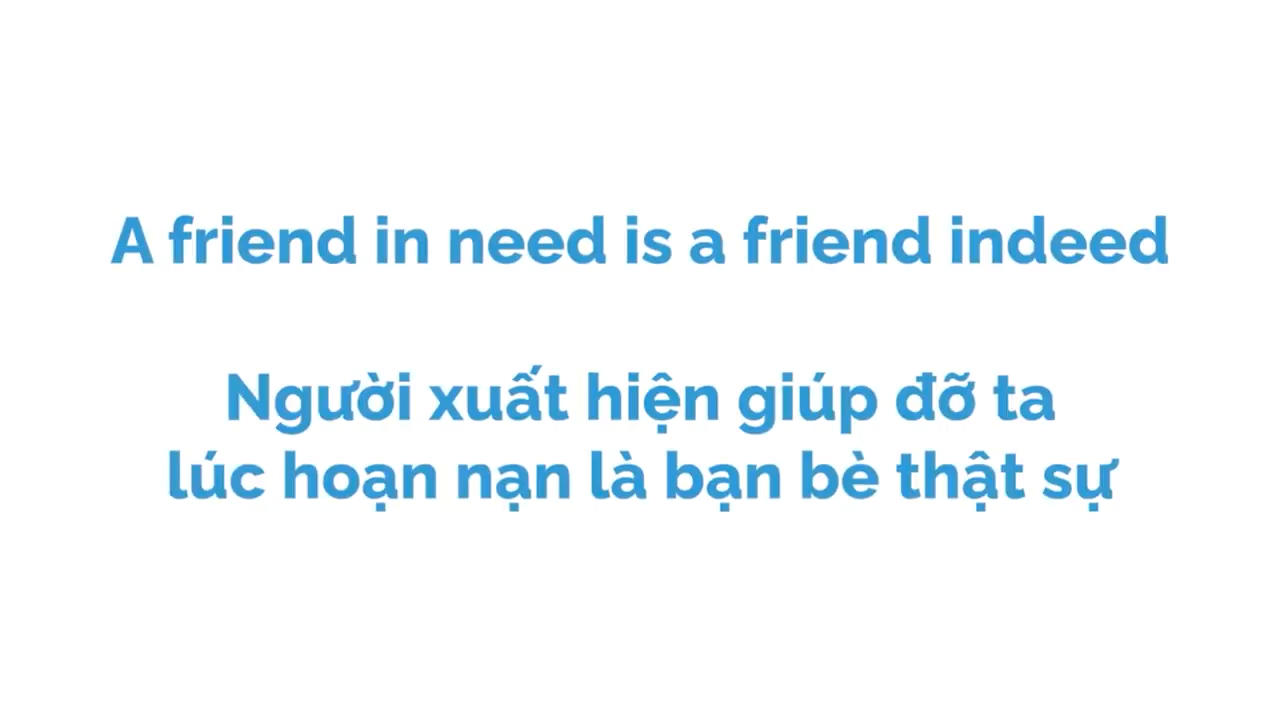 A friend in need is a friend indeed
Người xuất hiện giúp đỡ ta
lúc hoạn nạn là bạn bè thật sự